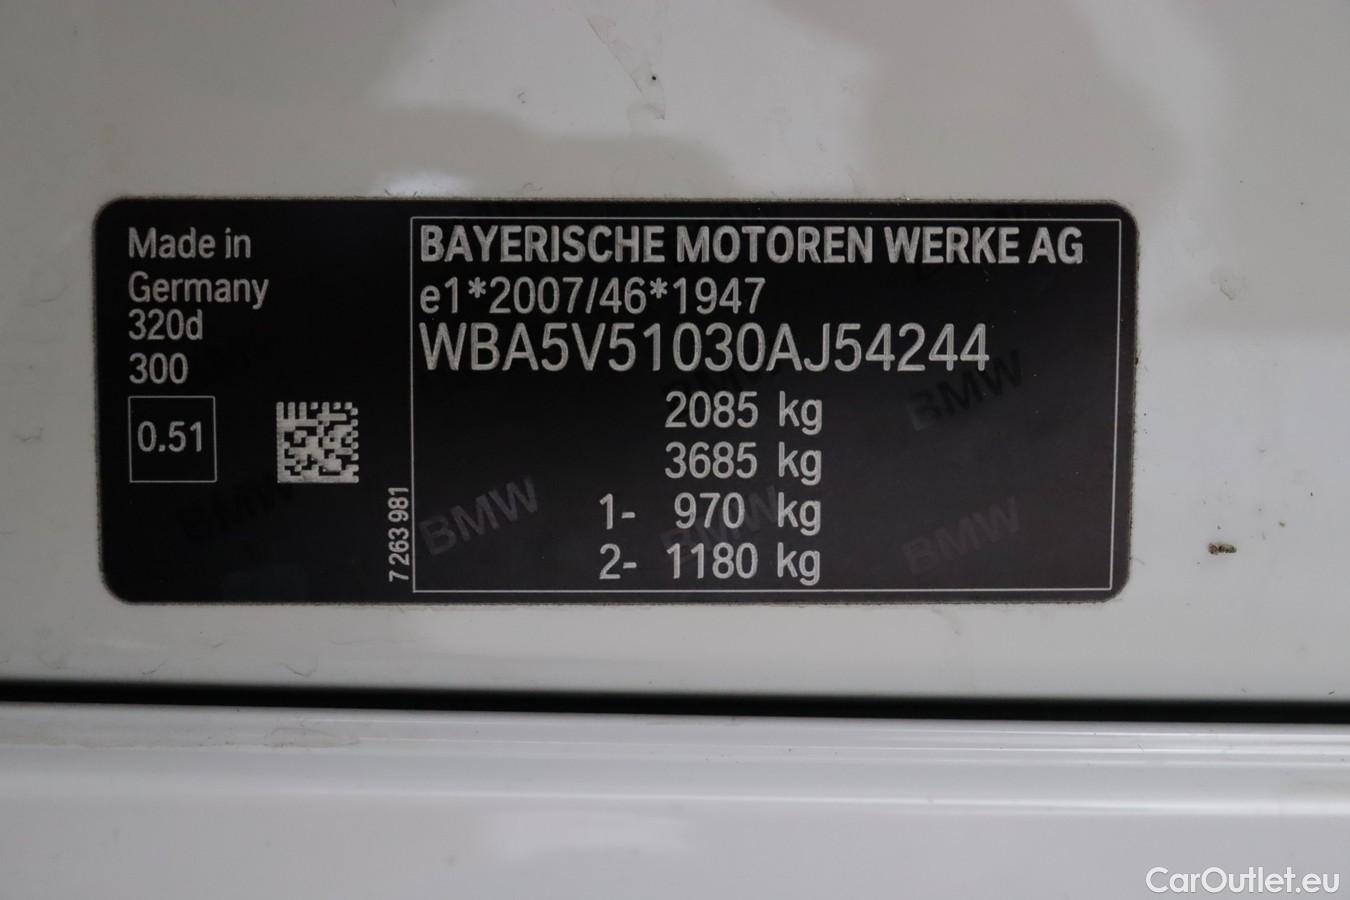 Made in
Germany
320d
300
0.51
7 263 981
BAYERISCHE MOTOREN WERKE AG
e1*2007/46*1947
WBA5V51030AJ54244
2085 kg
3685 kg
1- 970 kg
2- 1180 kg
BMW
BMW
BMW
BMW
BMW
CarOutlet.eu